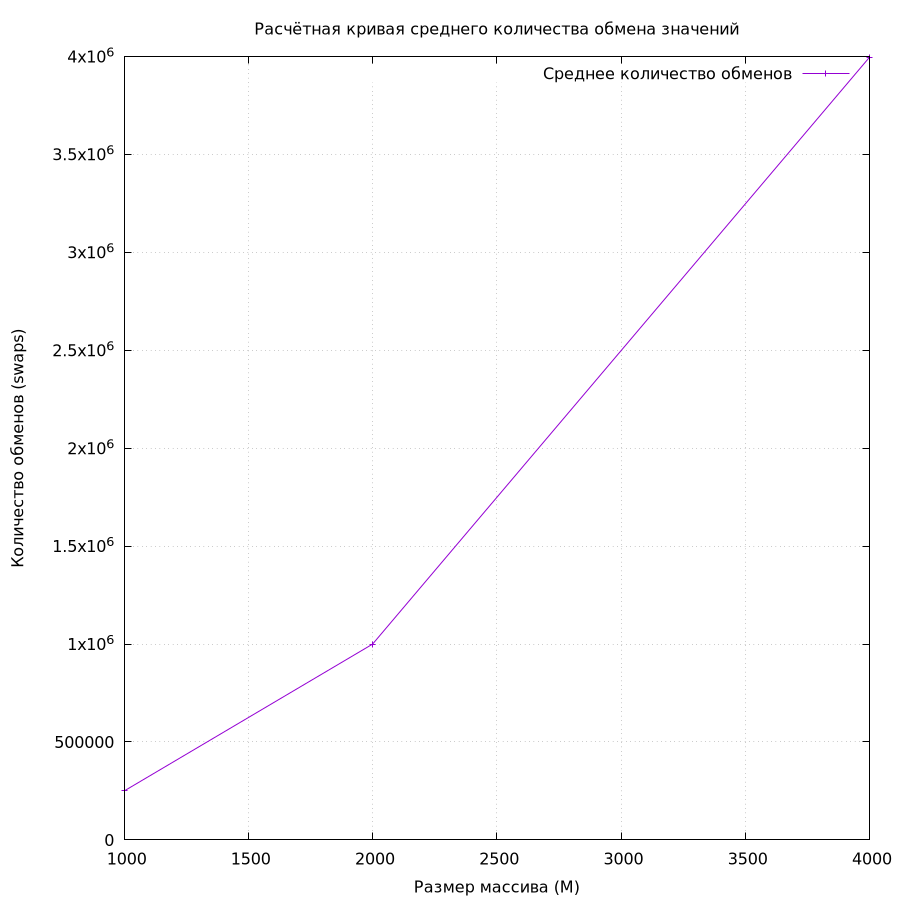 Расчётная кривая среднего количества обмена значений
Среднее количество обменов
4x10⁶
3.5x10⁶
3x10⁶
2.5x10⁶
2x10⁶
1.5x10⁶
1x10⁶
500000
0
Количество обменов (swaps)
1000 1500 2000 2500 3000 3500 4000
Размер массива (M)